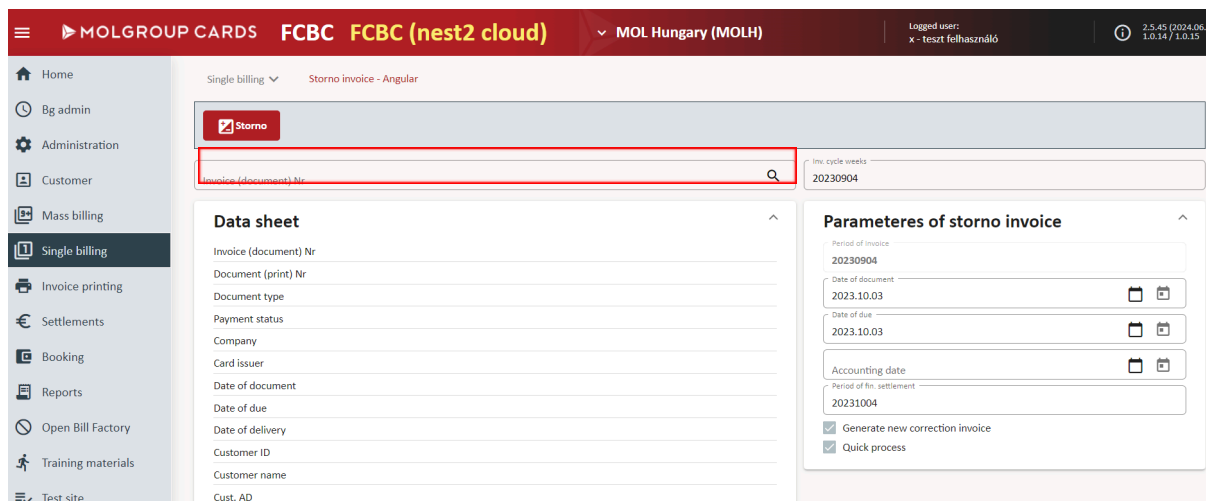 MOLGROUP CARDS FCBC FCBC (nest2 cloud) MOL Hungary (MOLH)
Logged user:
x - teszt felhasználó
2.5.45 (2024.06.
1.0.14 / 1.0.15
Home
Bg admin
Administration
Customer
9+ Mass billing
1 Single billing
Invoice printing
€ Settlements
Booking
Reports
Open Bill Factory
Training materials
Test site
Single billing Storno invoice - Angular
Storno
Invoice (document) Nr
Inv. cycle weeks
20230904
Data sheet
Invoice (document) Nr
Document (print) Nr
Document type
Payment status
Company
Card issuer
Date of document
Date of due
Date of delivery
Customer ID
Customer name
Cust. AD
Parameteres of storno invoice
Period of invoice
20230904
Date of document
2023.10.03
Date of due
2023.10.03
Accounting date
Period of fin. settlement
20231004
Generate new correction invoice
Quick process